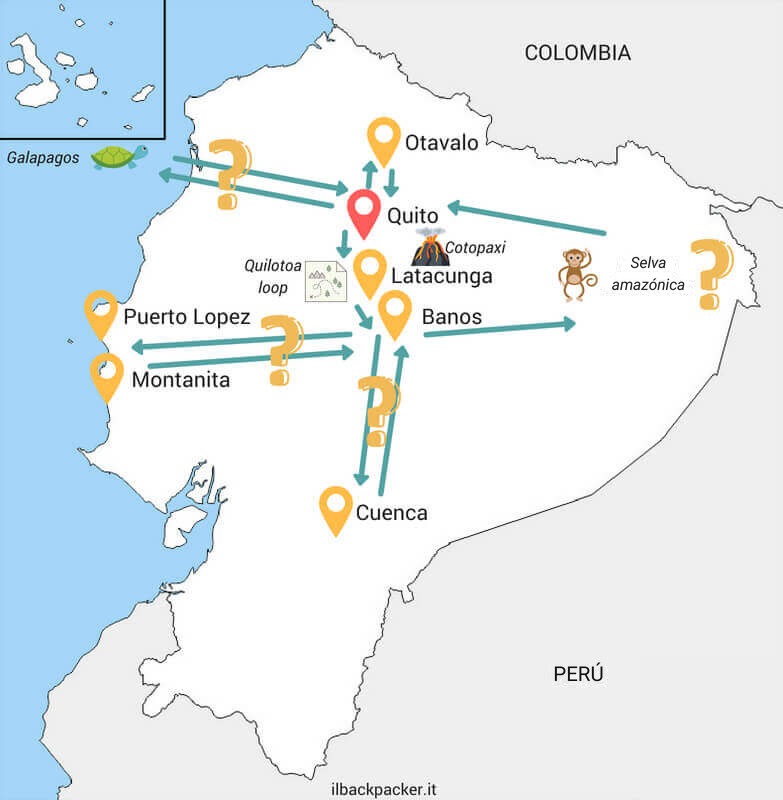 COLOMBIA
Otavalo
Galapagos
Quito
Cotopaxi
Quilotoa
loop
Latacunga
Selva
amazónica
Puerto Lopez
Banos
Montanita
Cuenca
PERÚ
ilbackpacker.it
? 
?
?
?